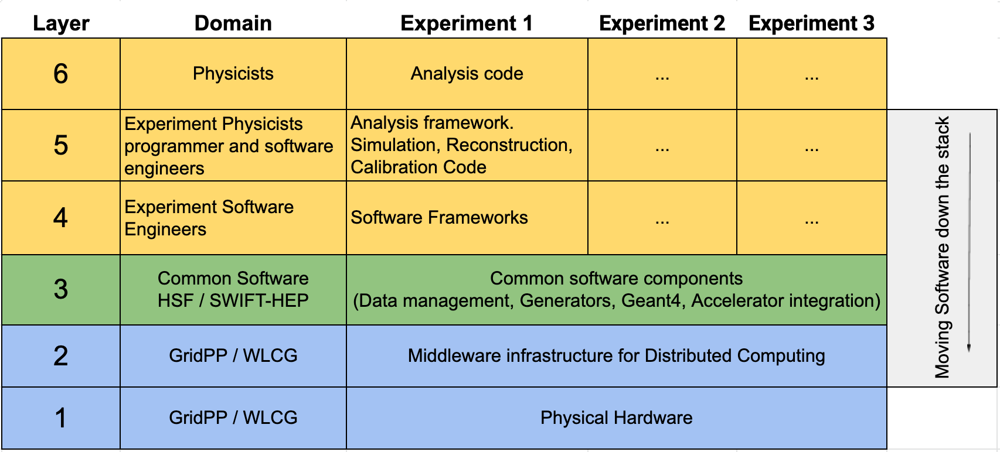 Layer Domain Experiment 1 Experiment 2 Experiment 3
6
Physicists
Analysis code
...
...
5
Experiment Physicists
programmer and software
engineers
Analysis framework.
Simulation, Reconstruction,
Calibration Code
...
...
4
Experiment Software
Engineers
Software Frameworks
...
...
3
Common Software
HSF / SWIFT-HEP
Common software components
(Data management, Generators, Geant4, Accelerator integration)
2
GridPP / WLCG
Middleware infrastructure for Distributed Computing
1
GridPP / WLCG
Physical Hardware
Moving Software down the stack